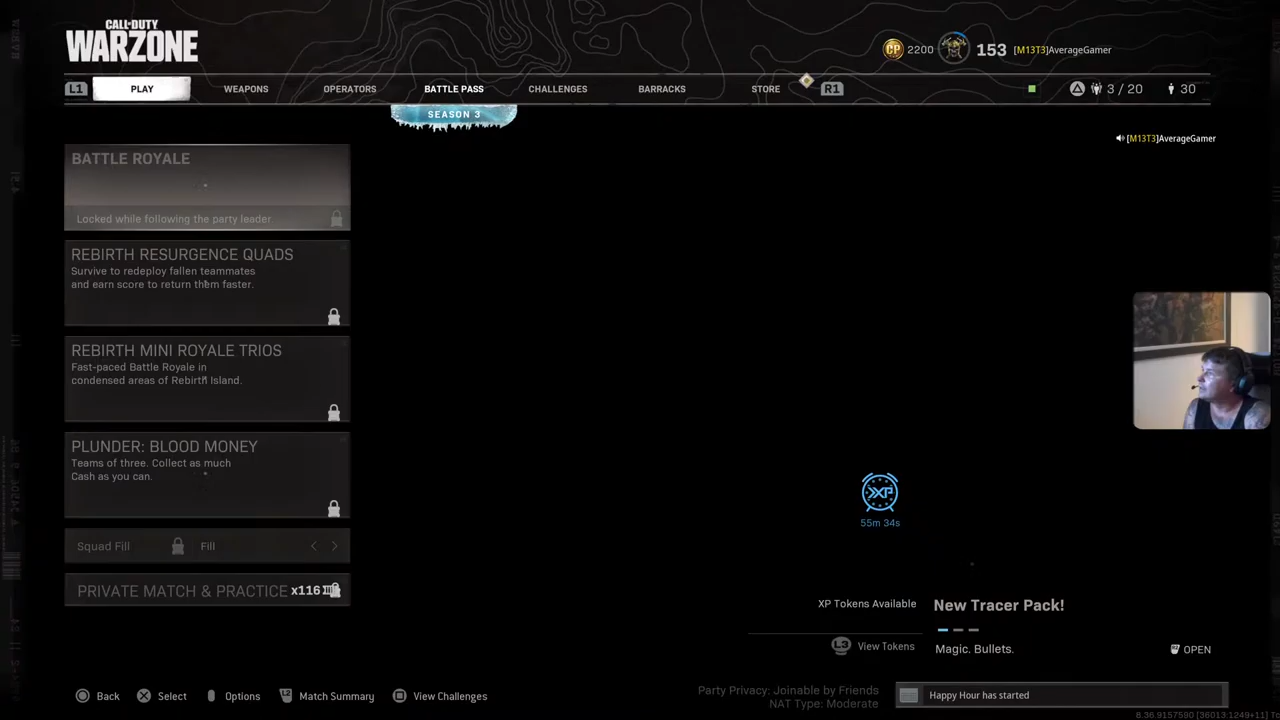 CALL OF DUTY
WARZONE
CP 2200 153 [M13T3]AverageGamer
L1 PLAY WEAPONS OPERATORS BATTLE PASS CHALLENGES BARRACKS STORE R1 3 / 20 30
SEASON 3
[M13T3]AverageGamer
BATTLE ROYALE
Locked while following the party leader
REBIRTH RESURGENCE QUADS
Survive to redeploy fallen teammates
and earn score to return them faster.
REBIRTH MINI ROYALE TRIOS
Fast-paced Battle Royale in
condensed areas of Rebirth Island.
PLUNDER: BLOOD MONEY
Teams of three. Collect as much
Cash as you can.
XP
55m 34s
Squad Fill Fill
PRIVATE MATCH & PRACTICE x116
XP Tokens Available
L3 View Tokens
New Tracer Pack!
Magic. Bullets.
R2 OPEN
Back Select Options L2 Match Summary View Challenges
Party Privacy: Joinable by Friends
NAT Type: Moderate
Happy Hour has started